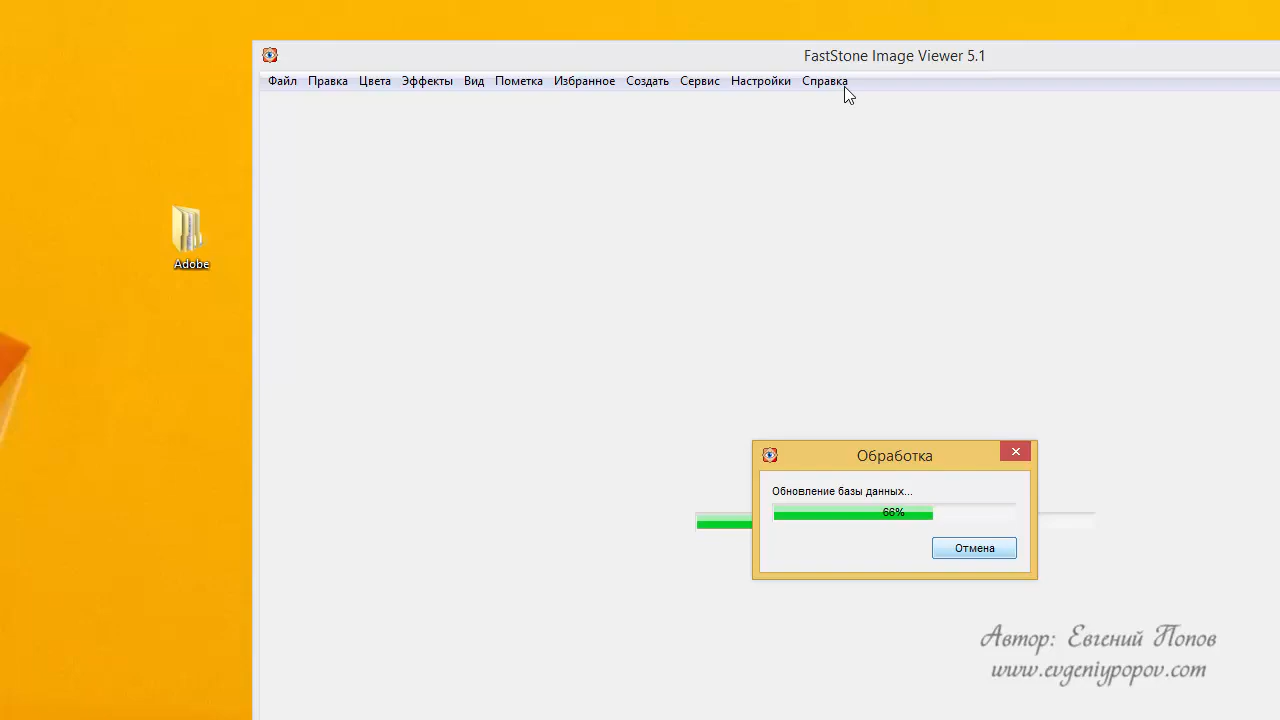 FastStone Image Viewer 5.1
Файл Правка Цвета Эффекты Вид Пометка Избранное Создать Сервис Настройки Справка
Adobe
Обработка
Обновление базы данных...
66%
Отмена
Автор: Евгений Попов
www.evgeniypopov.com